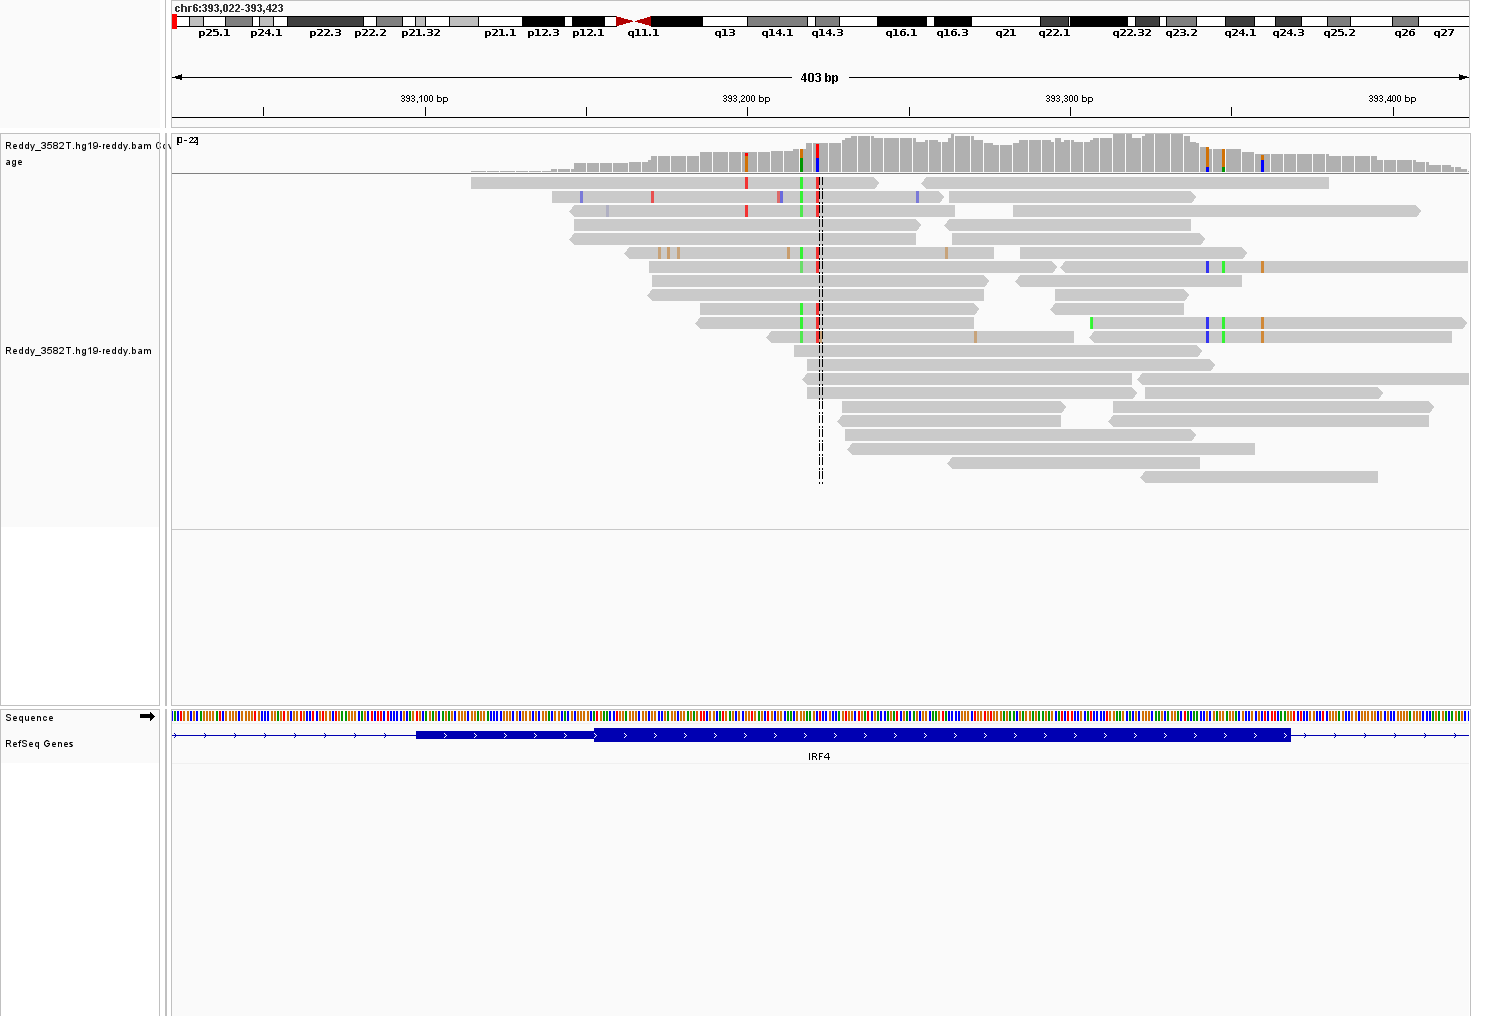 chr6:393,022-393,423
p25.1 p24.1 p22.3 p22.2 p21.32 p21.1 p12.3 p12.1 q11.1 q13 q14.1 q14.3 q16.1 q16.3 q21 q22.1 q22.32 q23.2 q24.1 q24.3 q25.2 q26 q27
403 bp
393,100 bp 393,200 bp 393,300 bp 393,400 bp
Reddy_3582T.hg19-reddy.bam Cov
age
[0-22]
Reddy_3582T.hg19-reddy.bam
Sequence
RefSeq Genes
IRF4